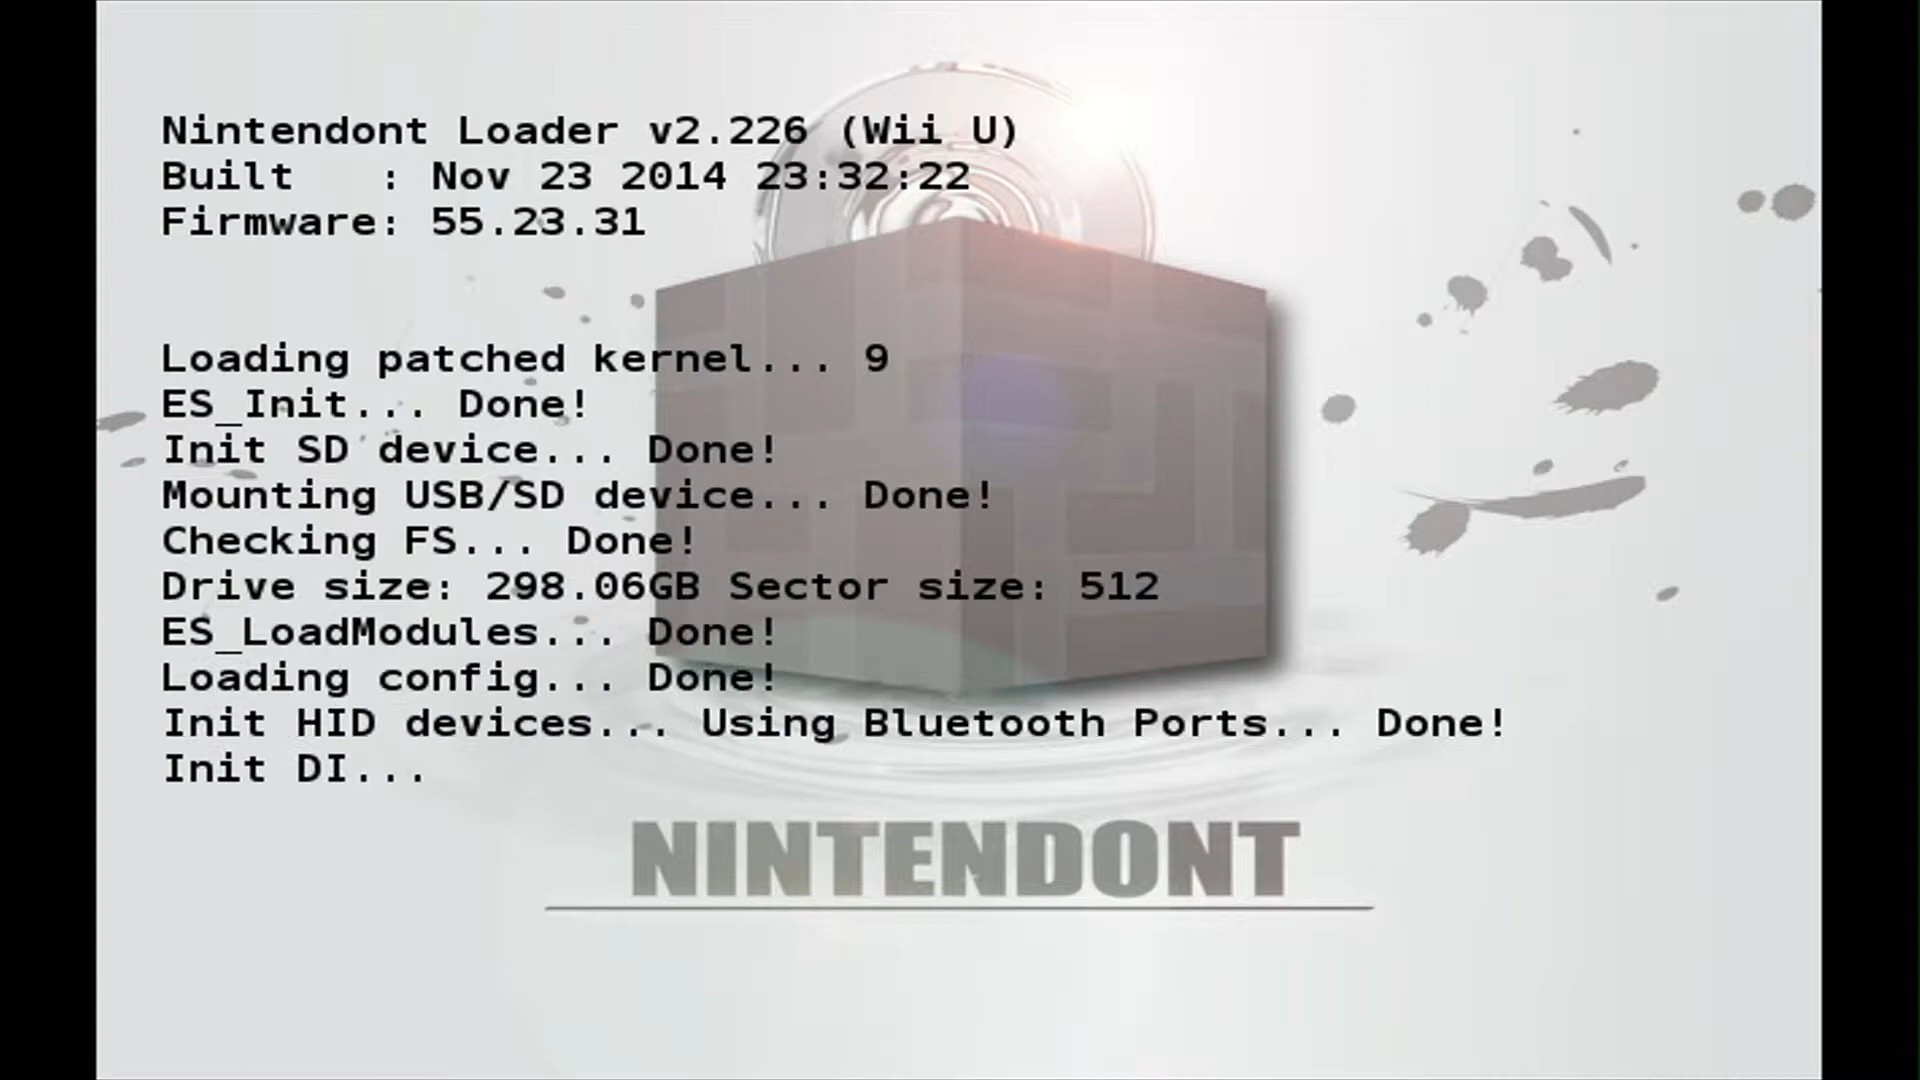 Nintendont Loader v2.226 (Wii U)
Built   : Nov 23 2014 23:32:22
Firmware: 55.23.31
Loading patched kernel... 9
ES_Init... Done!
Init SD device... Done!
Mounting USB/SD device... Done!
Checking FS... Done!
Drive size: 298.06GB Sector size: 512
ES_LoadModules... Done!
Loading config... Done!
Init HID devices... Using Bluetooth Ports... Done!
Init DI...
NINTENDONT